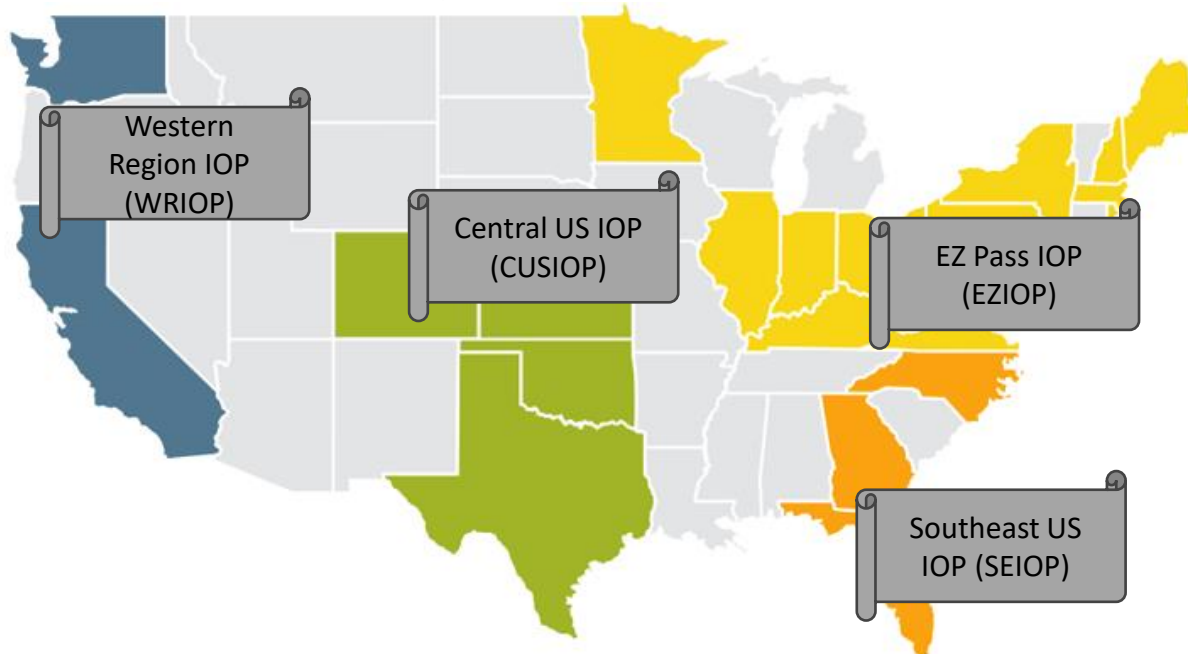 Western
Region IOP
(WRIOP)
Central US IOP
(CUSIOP)
EZ Pass IOP
(EZIOP)
Southeast US
IOP (SEIOP)